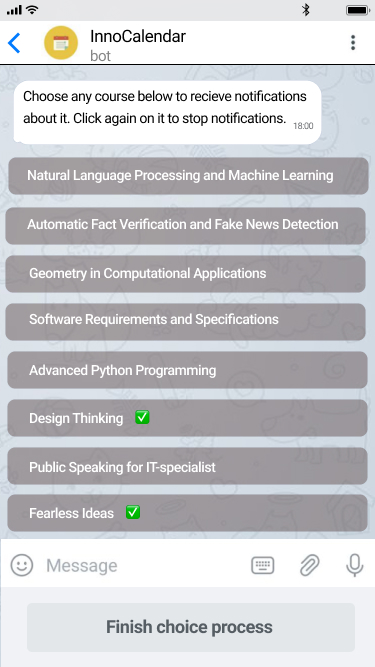 InnoCalendar
bot
Choose any course below to recieve notifications
about it. Click again on it to stop notifications.
18:00
Natural Language Processing and Machine Learning
Automatic Fact Verification and Fake News Detection
Geometry in Computational Applications
Software Requirements and Specifications
Advanced Python Programming
Design Thinking ✅
Public Speaking for IT-specialist
Fearless Ideas ✅
Message
Finish choice process